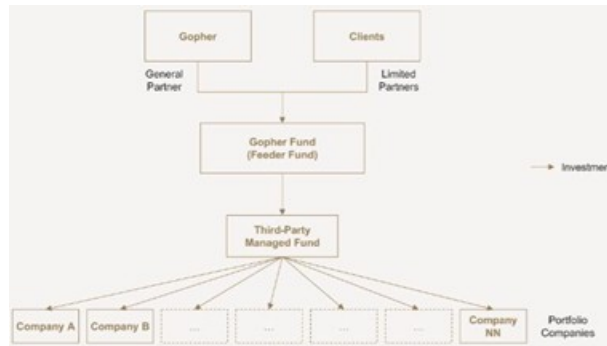 Gopher
Clients
General
Partner
Limited
Partners
Gopher Fund
(Feeder Fund)
Investmen
Third-Party
Managed Fund
Company A
Company B
...
...
...
...
Company
NN
Portfolio
Companies